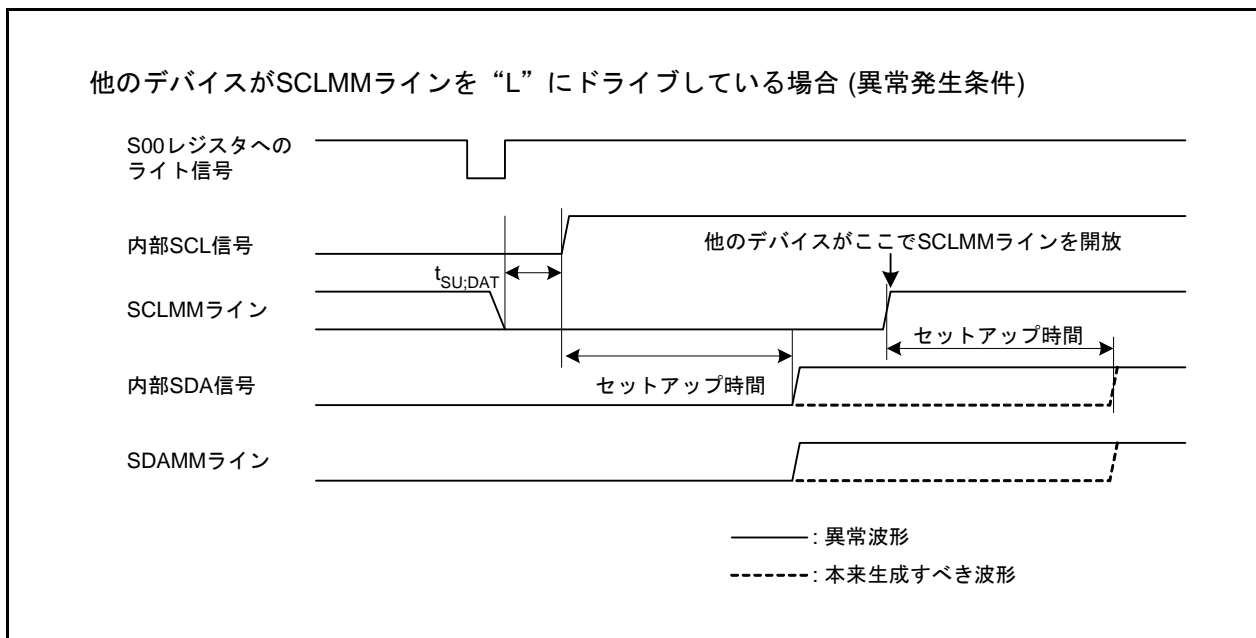 他のデバイスがSCLMMラインを“L”にドライブしている場合 (異常発生条件)
S00レジスタへの
ライト信号
内部SCL信号
他のデバイスがここでSCLMMラインを開放
tSU;DAT
SCLMMライン
セットアップ時間
内部SDA信号
セットアップ時間
SDAMMライン
: 異常波形
: 本来生成すべき波形